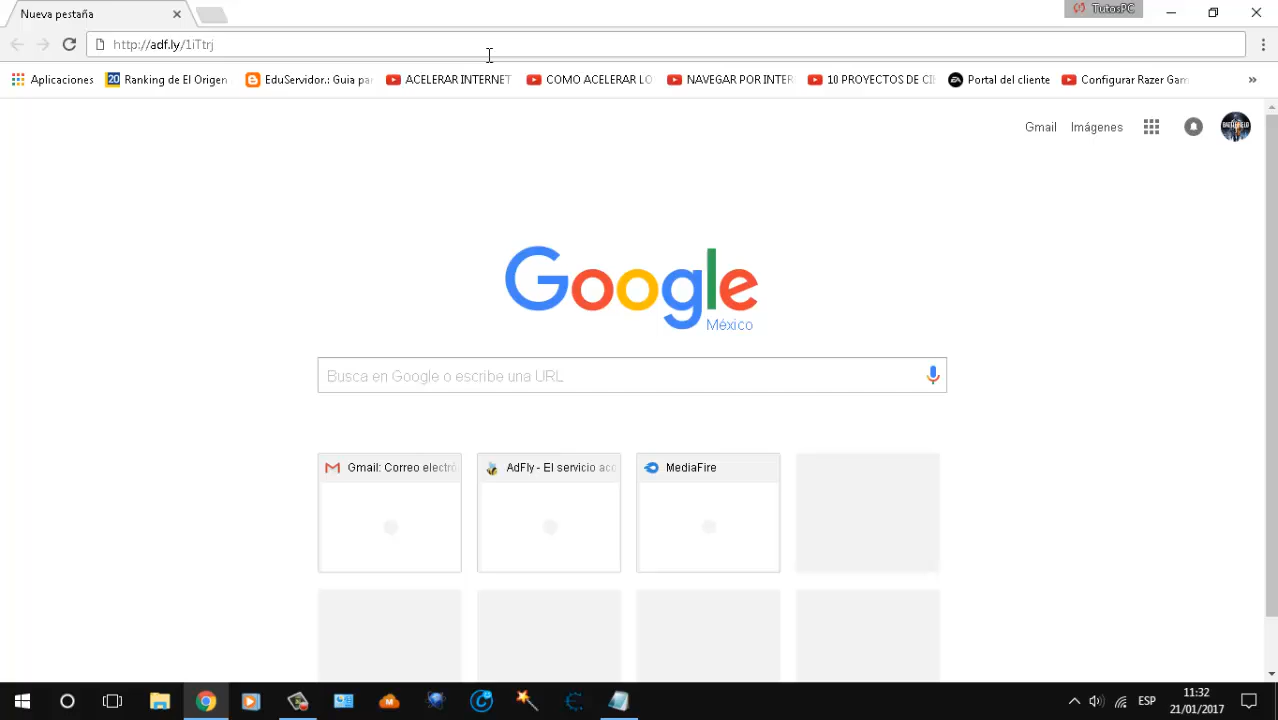 Nueva pestaña
TutosPC
http://adf.ly/1iTtrj
Aplicaciones
20 Ranking de El Origen
EduServidor.: Guia pa
ACELERAR INTERNET
COMO ACELERAR LO
NAVEGAR POR INTER
10 PROYECTOS DE CI
Portal del cliente
Configurar Razer Gam
Gmail
Imágenes
Google
México
Busca en Google o escribe una URL
Gmail: Correo electró
AdFly - El servicio acc
MediaFire
ESP
11:32
21/01/2017